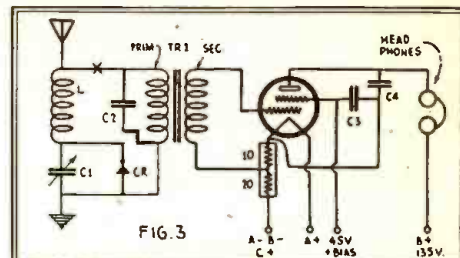 PRIM TR1 SEC
HEAD
PHONES
L
C2
C1
CR
C3
C4
10
20
FIG.3
A-B-
C+
A+
45V
+BIAS
B+
135V.